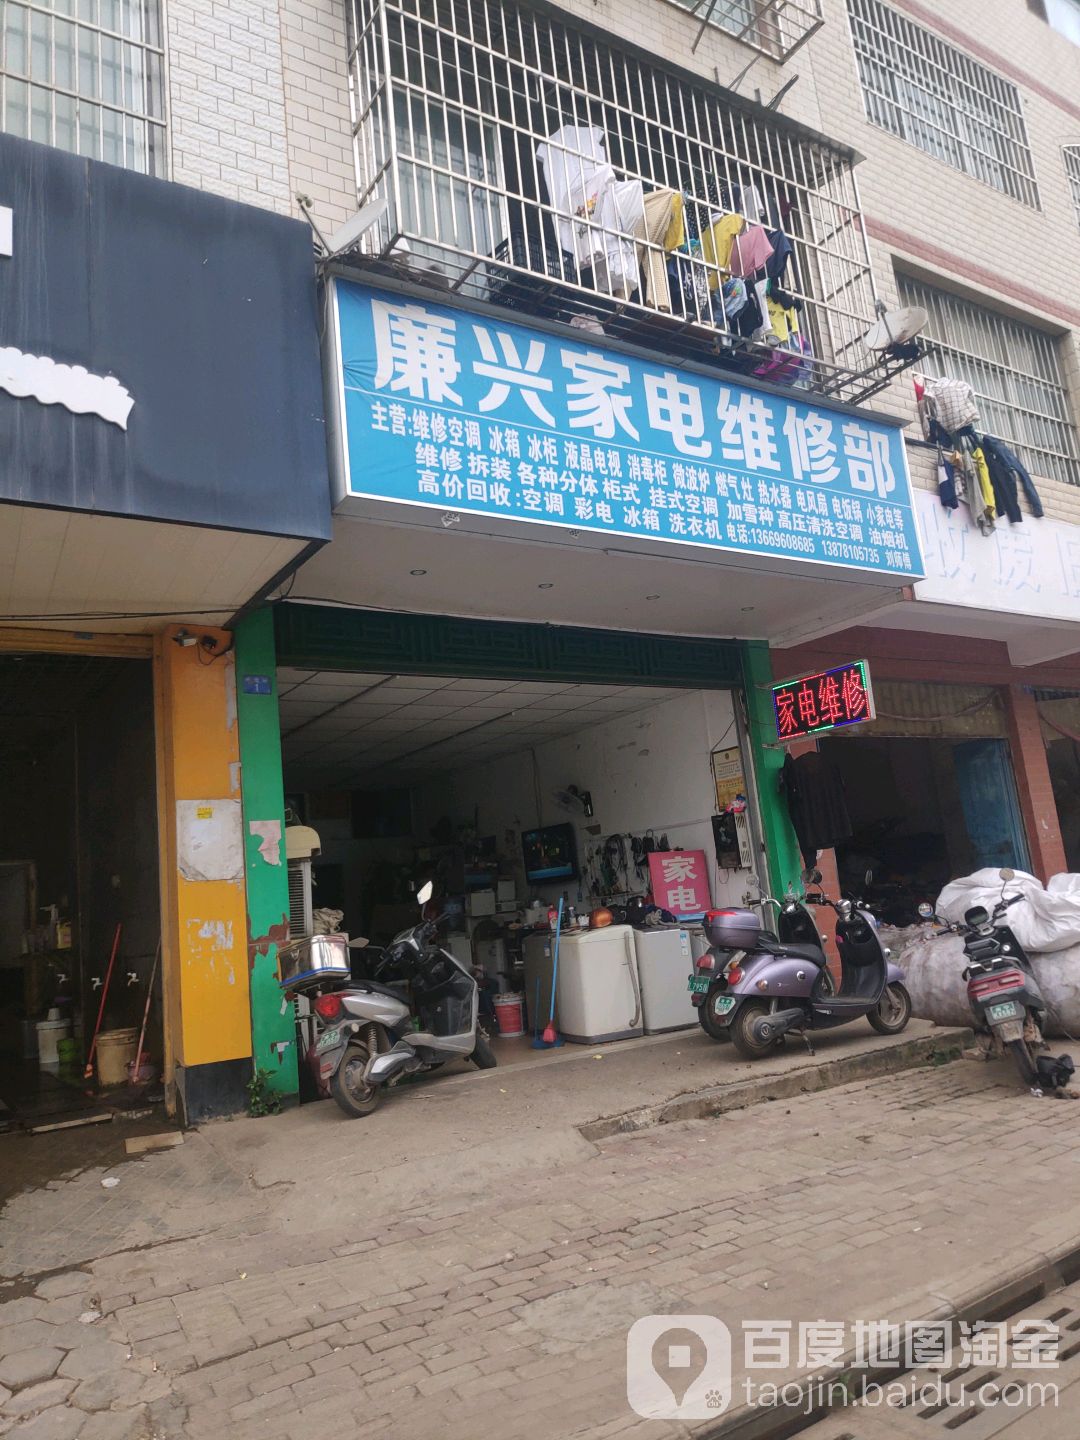 廉兴家电维修部
主营:维修空调 冰箱 冰柜 液晶电视 消毒柜 微波炉 燃气灶 热水器 电风扇 电饭锅 小家电等
维修 拆装 各种分体 柜式 挂式空调 加雪种 高压清洗空调 油烟机
高价回收:空调 彩电 冰箱 洗衣机 电话:13669608685 13878105735 刘师傅
家电维修
家电
1
百度地图淘金
taojin.baidu.com